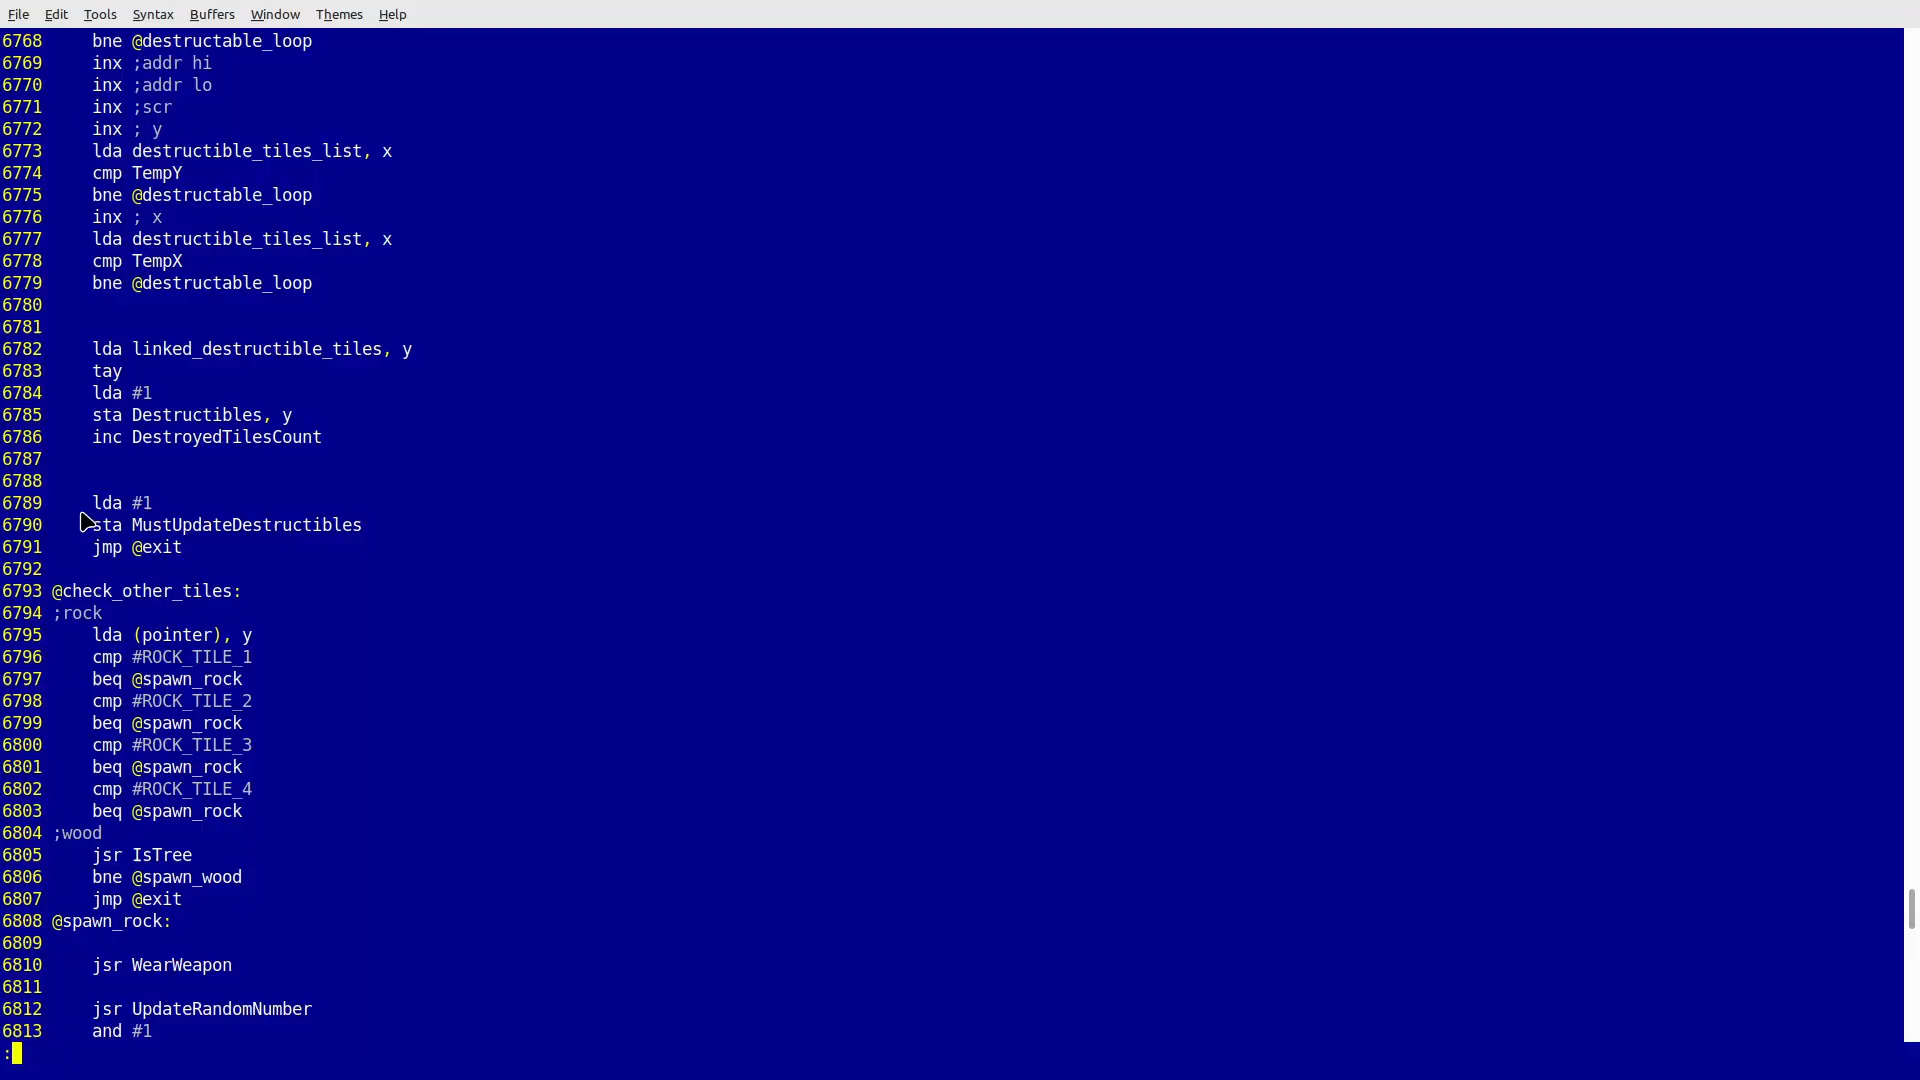 File Edit Tools Syntax Buffers Window Themes Help
6768     bne @destructable_loop
6769     inx ;addr hi
6770     inx ;addr lo
6771     inx ;scr
6772     inx ; y
6773     lda destructible_tiles_list, x
6774     cmp TempY
6775     bne @destructable_loop
6776     inx ; x
6777     lda destructible_tiles_list, x
6778     cmp TempX
6779     bne @destructable_loop
6780
6781
6782     lda linked_destructible_tiles, y
6783     tay
6784     lda #1
6785     sta Destructibles, y
6786     inc DestroyedTilesCount
6787
6788
6789     lda #1
6790     sta MustUpdateDestructibles
6791     jmp @exit
6792
6793 @check_other_tiles:
6794 ;rock
6795     lda (pointer), y
6796     cmp #ROCK_TILE_1
6797     beq @spawn_rock
6798     cmp #ROCK_TILE_2
6799     beq @spawn_rock
6800     cmp #ROCK_TILE_3
6801     beq @spawn_rock
6802     cmp #ROCK_TILE_4
6803     beq @spawn_rock
6804 ;wood
6805     jsr IsTree
6806     bne @spawn_wood
6807     jmp @exit
6808 @spawn_rock:
6809
6810     jsr WearWeapon
6811
6812     jsr UpdateRandomNumber
6813     and #1
: